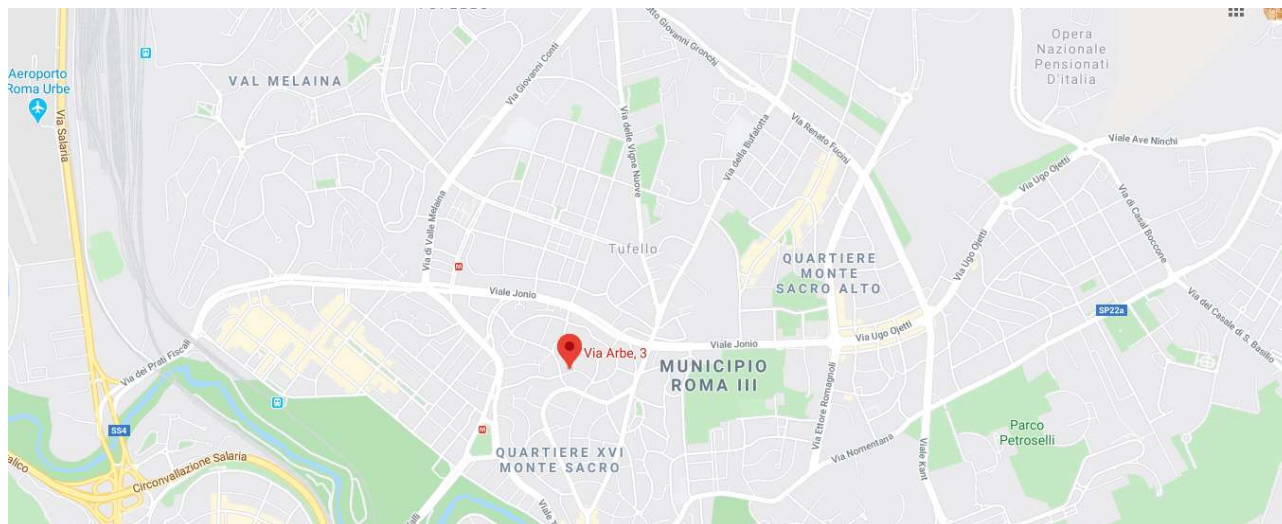 Aeroporto
Roma Urbe
Via Salaria
VAL MELAINA
Via Giovanni Conti
Via delle Vigne Nuove
Giovanni Gronchi
Via della Bufalotta
Via Renato Fucini
Opera
Nazionale
Pensionati
D'italia
Viale Ave Ninchi
Via Ugo Ojetti
Via di Casal Boccone
Via di Valle Melaina
M
Tufello
QUARTIERE
MONTE
SACRO ALTO
Via Ugo Ojetti
Via del Casale di S. Basilio
SP22a
Viale Jonio
Via Arbe, 3
Viale Jonio
Via Ugo Ojetti
Via dei Prati Fiscali
MUNICIPIO
ROMA III
Via Ettore Romagnoli
Via Nomentana
Viale Kant
Parco
Petroselli
M
SS4
QUARTIERE XVI
MONTE SACRO
Circonvallazione Salaria